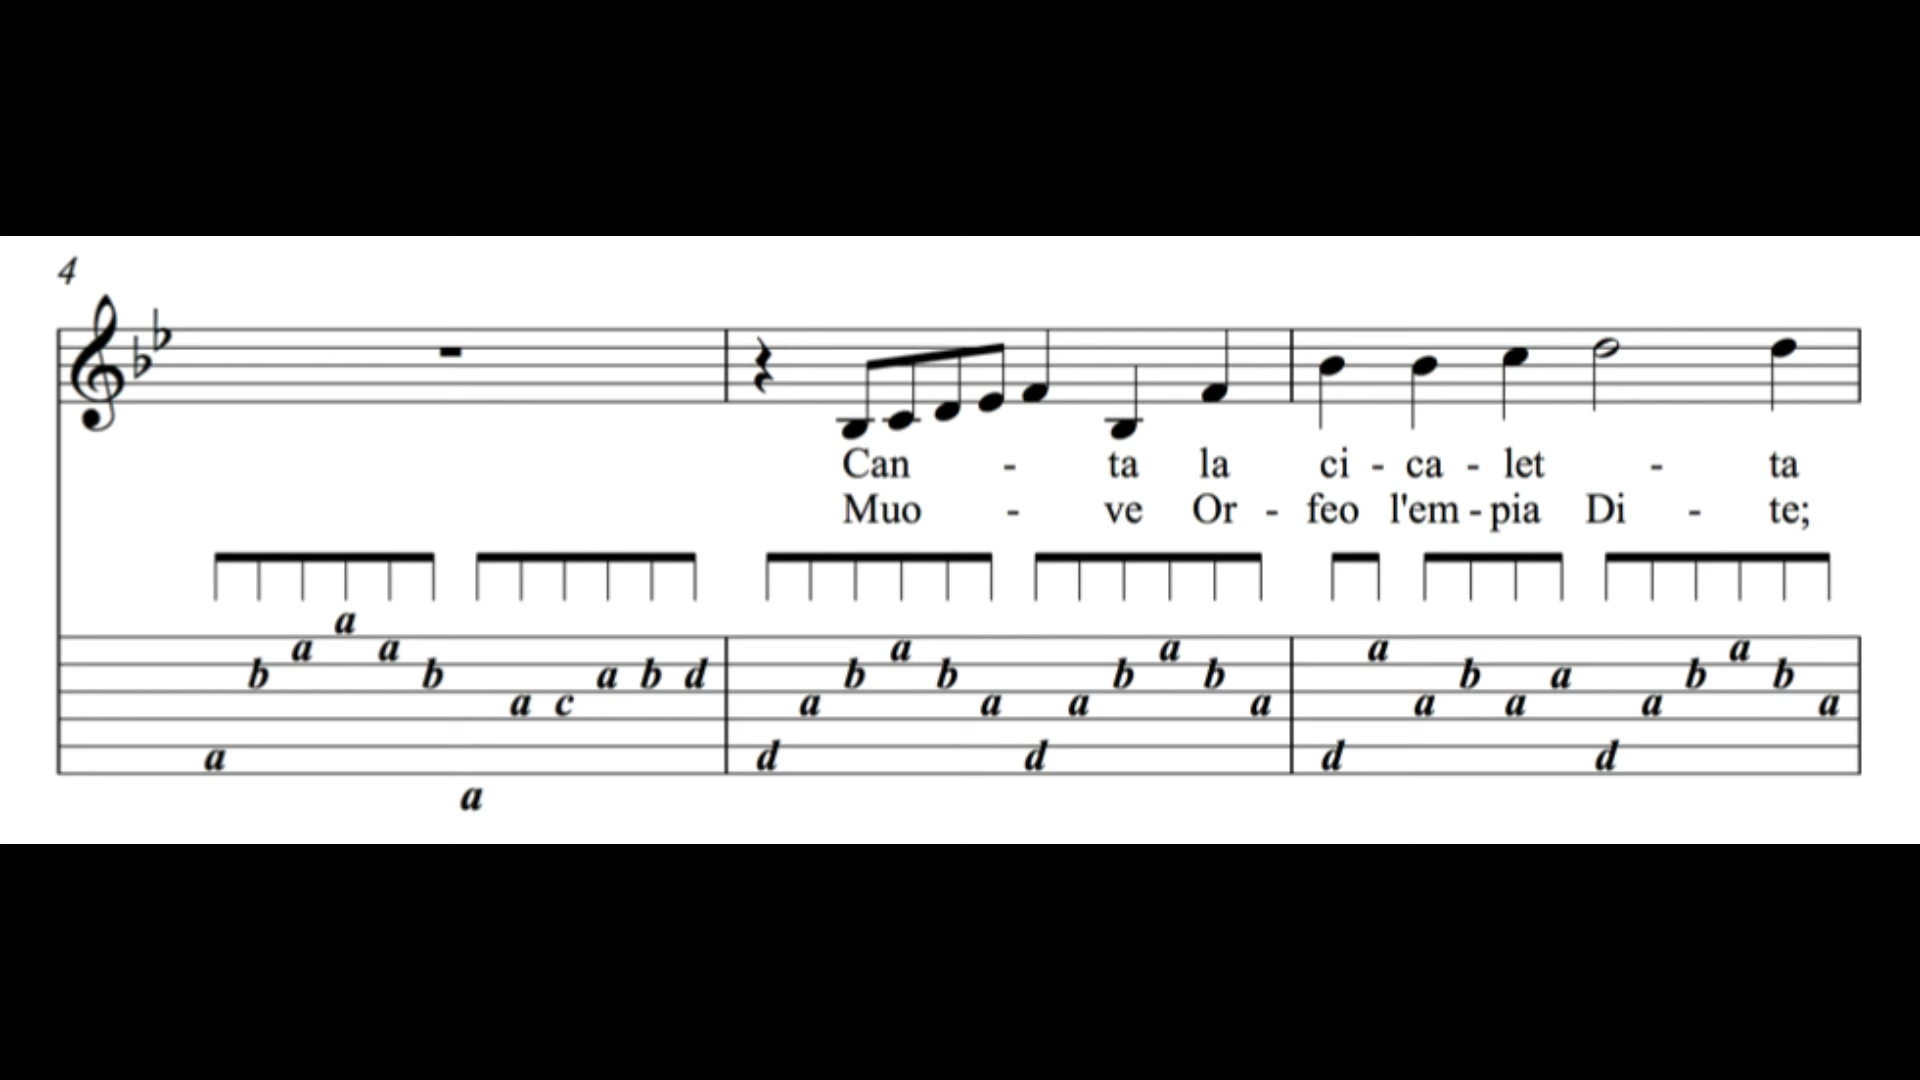 4
Can - ta la ci - ca - let - ta
Muo - ve Or - feo l'em - pia Di - te;
a
b a a b a c a b d a b a b a a b a b a a a b a a a b a b a
a d d d d
a